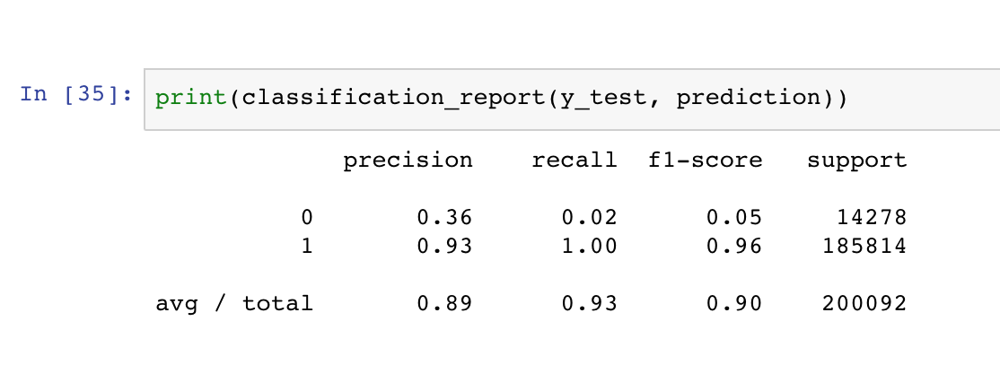 In [35]: print(classification_report(y_test, prediction))
precision recall f1-score support
0 0.36 0.02 0.05 14278
1 0.93 1.00 0.96 185814
avg / total 0.89 0.93 0.90 200092